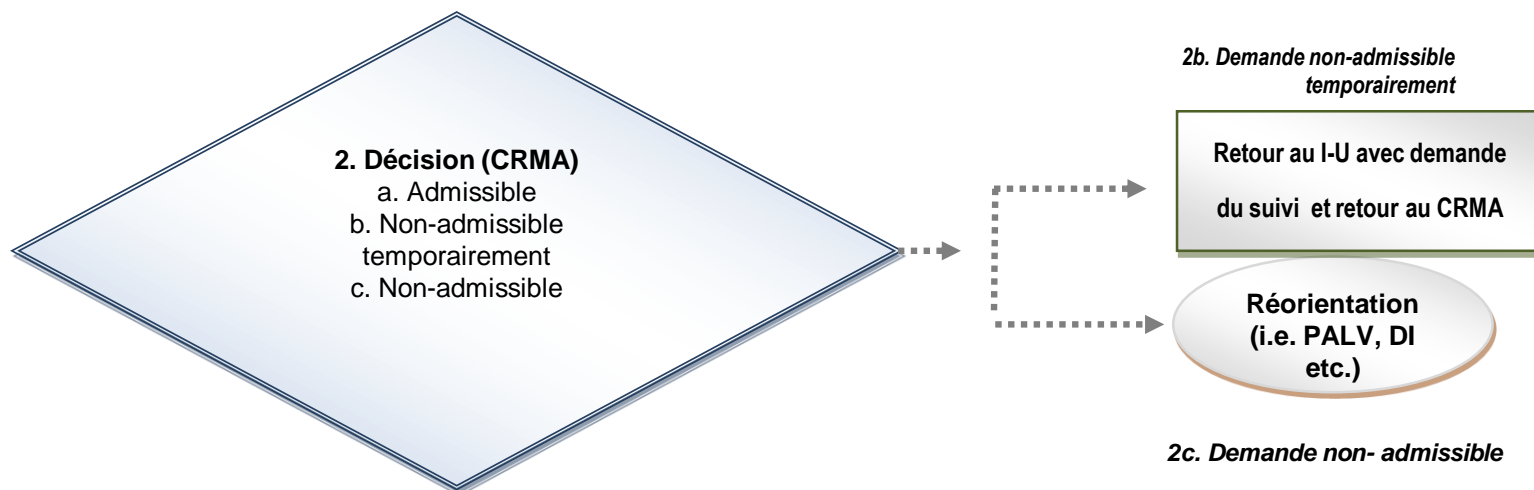 2. Décision (CRMA)
a. Admissible
b. Non-admissible
temporairement
c. Non-admissible
2b. Demande non-admissible
temporairement
Retour au I-U avec demande
du suivi et retour au CRMA
Réorientation
(i.e. PALV, DI
etc.)
2c. Demande non- admissible